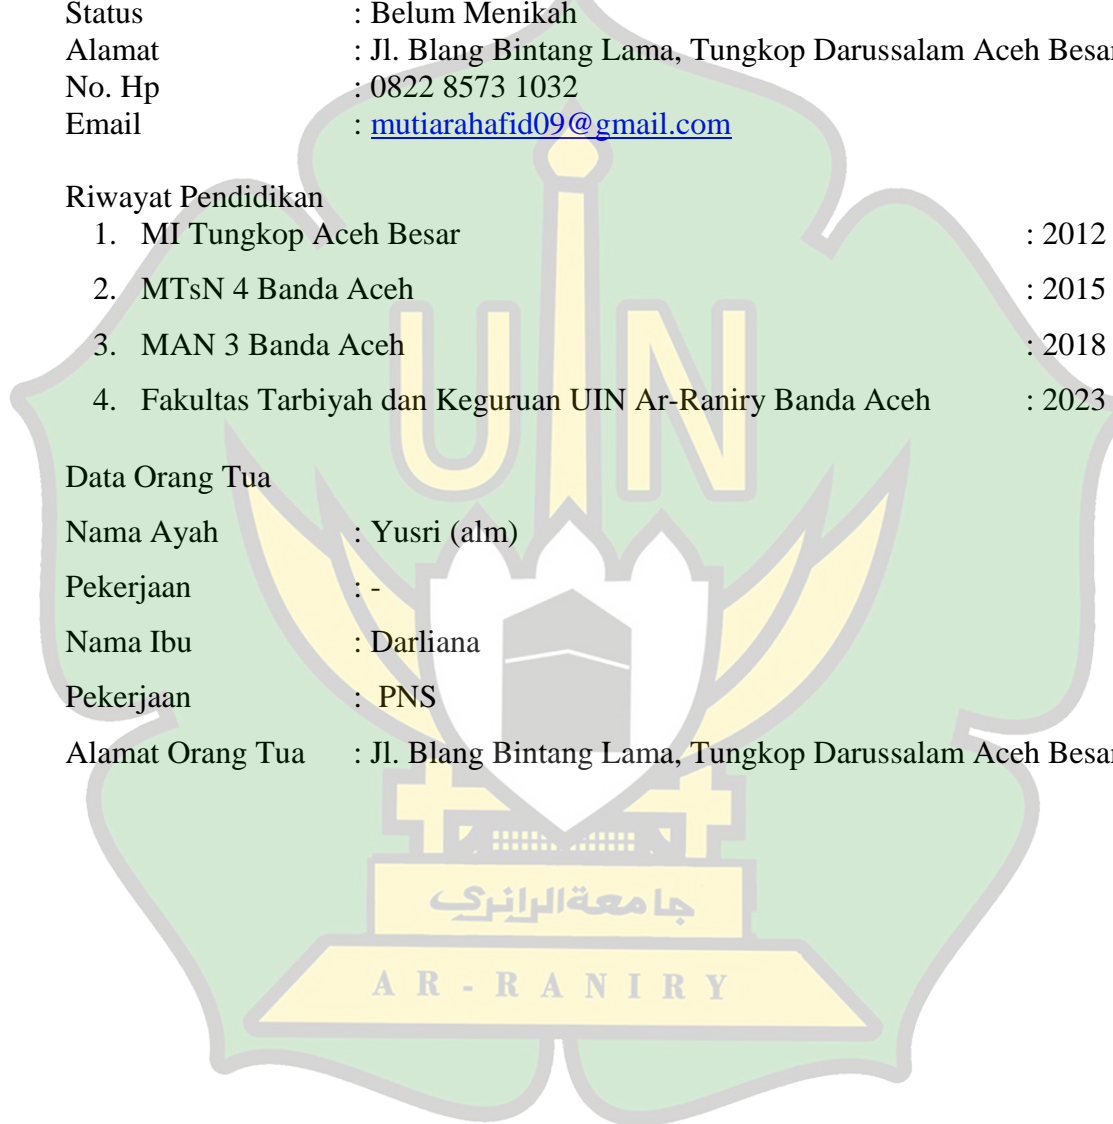 Status : Belum Menikah
Alamat : Jl. Blang Bintang Lama, Tungkop Darussalam Aceh Besar
No. Hp : 0822 8573 1032
Email : mutiarahafid09@gmail.com
Riwayat Pendidikan
1. MI Tungkop Aceh Besar : 2012
2. MTsN 4 Banda Aceh : 2015
3. MAN 3 Banda Aceh : 2018
4. Fakultas Tarbiyah dan Keguruan UIN Ar-Raniry Banda Aceh : 2023
Data Orang Tua
Nama Ayah : Yusri (alm)
Pekerjaan : -
Nama Ibu : Darliana
Pekerjaan : PNS
Alamat Orang Tua : Jl. Blang Bintang Lama, Tungkop Darussalam Aceh Besar
UIN
جامعة الرانري
AR-RANIRY